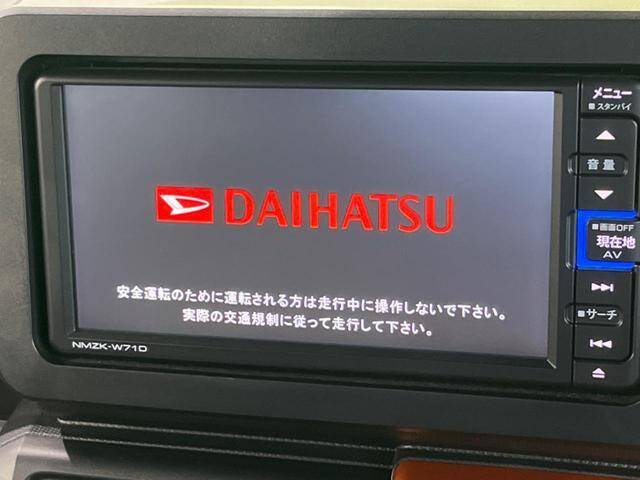 DAIHATSU
安全運転のために運転される方は走行中に操作しないで下さい。
実際の交通規制に従って走行して下さい。
NMZK-W71D
メニュー
スタンバイ
音量
画面OFF
現在地
AV
サーチ